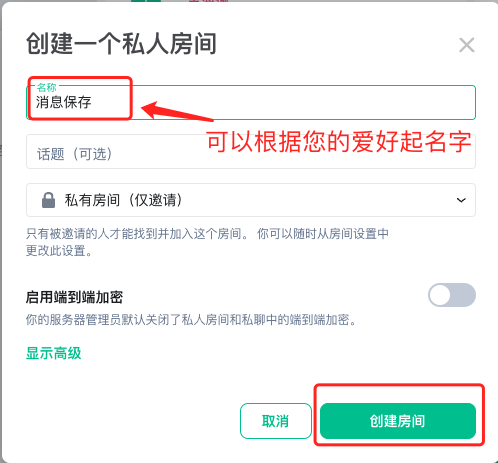 创建一个私人房间
名称
消息保存
可以根据您的爱好起名字
话题（可选）
私有房间（仅邀请）
只有被邀请的人才能找到并加入这个房间。 你可以随时从房间设置中
更改此设置。
启用端到端加密
你的服务器管理员默认关闭了私人房间和私聊中的端到端加密。
显示高级
取消
创建房间